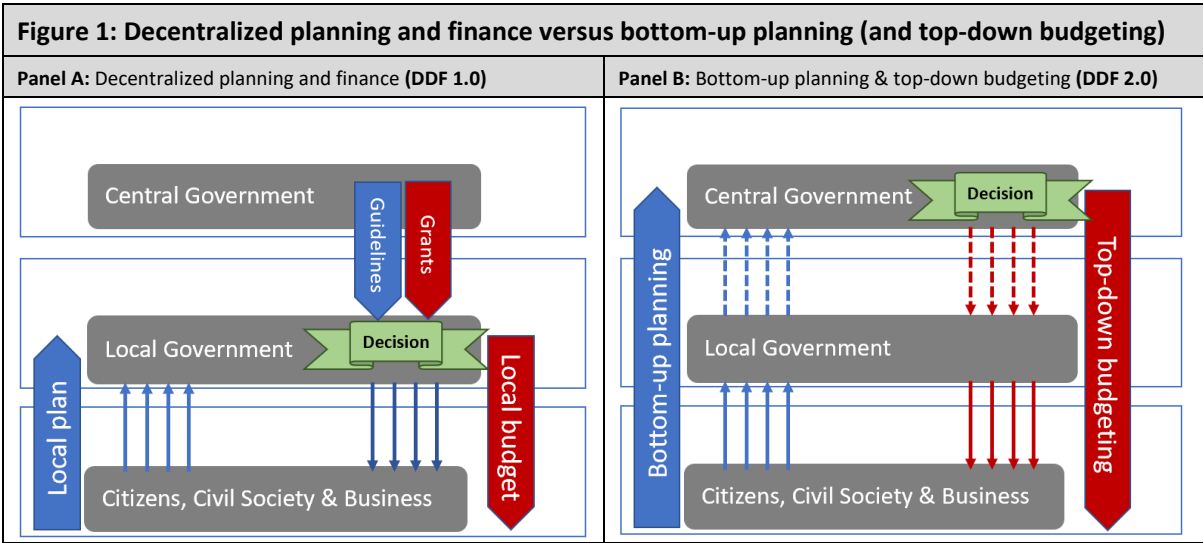 Figure 1: Decentralized planning and finance versus bottom-up planning (and top-down budgeting)
Panel A: Decentralized planning and finance (DDF 1.0)
Central Government
Guidelines
Grants
Local Government
Decision
Local plan
Local budget
Citizens, Civil Society & Business
Panel B: Bottom-up planning & top-down budgeting (DDF 2.0)
Central Government
Decision
Bottom-up planning
Top-down budgeting
Local Government
Citizens, Civil Society & Business